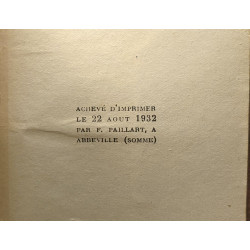 ACHEVÉ D'IMPRIMER
LE 22 AOUT 1932
PAR F. PAILLART, A
ABBEVILLE (SOMME)